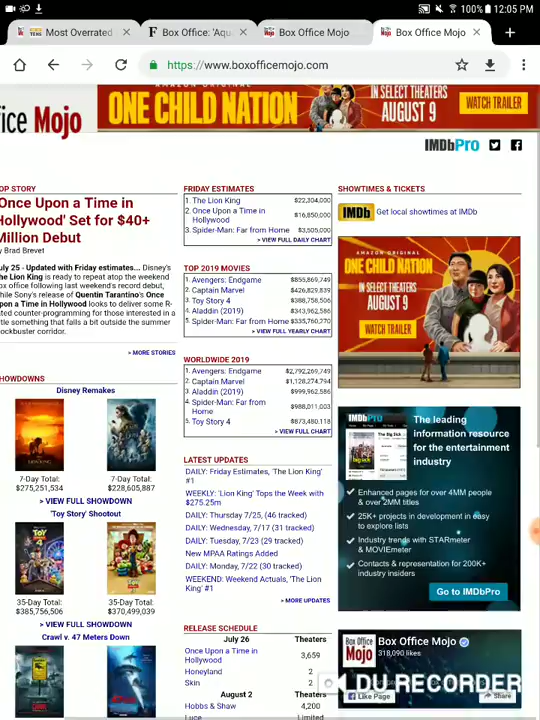 100% 12:05 PM
Most Overrated
Box Office: 'Aqu
Box Office Mojo
Box Office Mojo
https://www.boxofficemojo.com
fice Mojo
AMAZON ORIGINAL
ONE CHILD NATION
IN SELECT THEATERS
AUGUST 9
WATCH TRAILER
IMDbPro
OP STORY
'Once Upon a Time in
Hollywood' Set for $40+
Million Debut
y Brad Brevet
uly 25 - Updated with Friday estimates... Disney's
he Lion King is ready to repeat atop the weekend
ox office following last weekend's record debut,
hile Sony's release of Quentin Tarantino's Once
pon a Time in Hollywood looks to deliver some R-
ated counter-programming for those interested in a
ttle something that falls a bit outside the summer
ockbuster corridor.
> MORE STORIES
HOWDOWNS
Disney Remakes
7-Day Total:
$275,251,534
7-Day Total:
$228,605,887
> VIEW FULL SHOWDOWN
'Toy Story' Shootout
35-Day Total:
$385,756,506
35-Day Total:
$370,499,039
> VIEW FULL SHOWDOWN
Crawl v. 47 Meters Down
FRIDAY ESTIMATES
1. The Lion King $22,304,000
2. Once Upon a Time in Hollywood $16,850,000
3. Spider-Man: Far from Home $3,505,000
> VIEW FULL DAILY CHART
TOP 2019 MOVIES
1. Avengers: Endgame $855,869,749
2. Captain Marvel $426,829,839
3. Toy Story 4 $388,758,506
4. Aladdin (2019) $343,962,586
5. Spider-Man: Far from Home $335,760,270
> VIEW FULL YEARLY CHART
WORLDWIDE 2019
1. Avengers: Endgame $2,792,269,749
2. Captain Marvel $1,128,274,794
3. Aladdin (2019) $999,962,586
4. Spider-Man: Far from Home $988,011,003
5. Toy Story 4 $873,480,118
> VIEW FULL CHART
LATEST UPDATES
DAILY: Friday Estimates, 'The Lion King'
#1
WEEKLY: 'Lion King' Tops the Week with
$275.25m
DAILY: Thursday 7/25, (46 tracked)
DAILY: Wednesday, 7/17 (31 tracked)
DAILY: Tuesday, 7/23 (29 tracked)
New MPAA Ratings Added
DAILY: Monday, 7/22 (30 tracked)
WEEKEND: Weekend Actuals, 'The Lion
King' #1
> MORE UPDATES
RELEASE SCHEDULE
July 26 Theaters
Once Upon a Time in Hollywood 3,659
Honeyland 2
Skin 2
August 2 Theaters
Hobbs & Shaw 4,200
Luce Limited
SHOWTIMES & TICKETS
IMDb Get local showtimes at IMDb
AMAZON ORIGINAL
ONE CHILD
NATION
IN SELECT THEATERS
AUGUST 9
WATCH TRAILER
IMDbPro
The leading
information resource
for the entertainment
industry
Enhanced pages for over 4MM people
& over 2MM titles
25K+ projects in development in easy
to explore lists
Industry trends with STARmeter
& MOVIEmeter
Contacts & representation for 200K+
industry insiders
Go to IMDbPro
Box Office Mojo
Box Office Mojo
318,090 likes
Like Page
Share
DU RECORDER